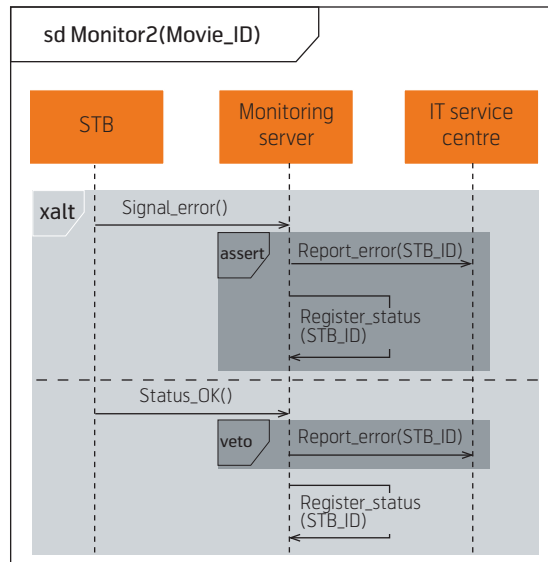 sd Monitor2(Movie_ID)
STB
Monitoring
server
IT service
centre
xalt
Signal_error()
assert
Report_error(STB_ID)
Register_status
(STB_ID)
Status_OK()
veto
Report_error(STB_ID)
Register_status
(STB_ID)